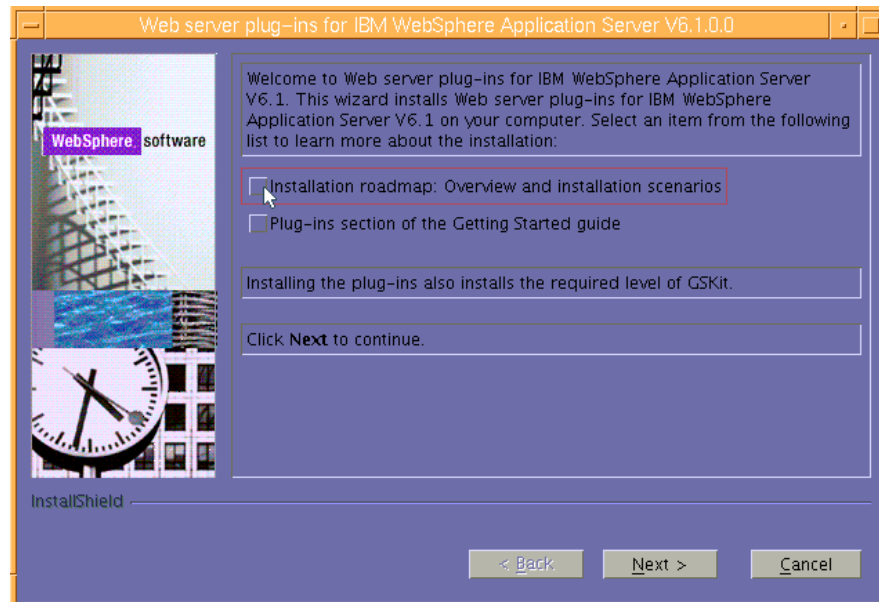 Web server plug-ins for IBM WebSphere Application Server V6.1.0.0
WebSphere software
Welcome to Web server plug-ins for IBM WebSphere Application Server
V6.1. This wizard installs Web server plug-ins for IBM WebSphere
Application Server V6.1 on your computer. Select an item from the following
list to learn more about the installation:
Installation roadmap: Overview and installation scenarios
Plug-ins section of the Getting Started guide
Installing the plug-ins also installs the required level of GSKit.
Click Next to continue.
InstallShield
< Back
Next >
Cancel